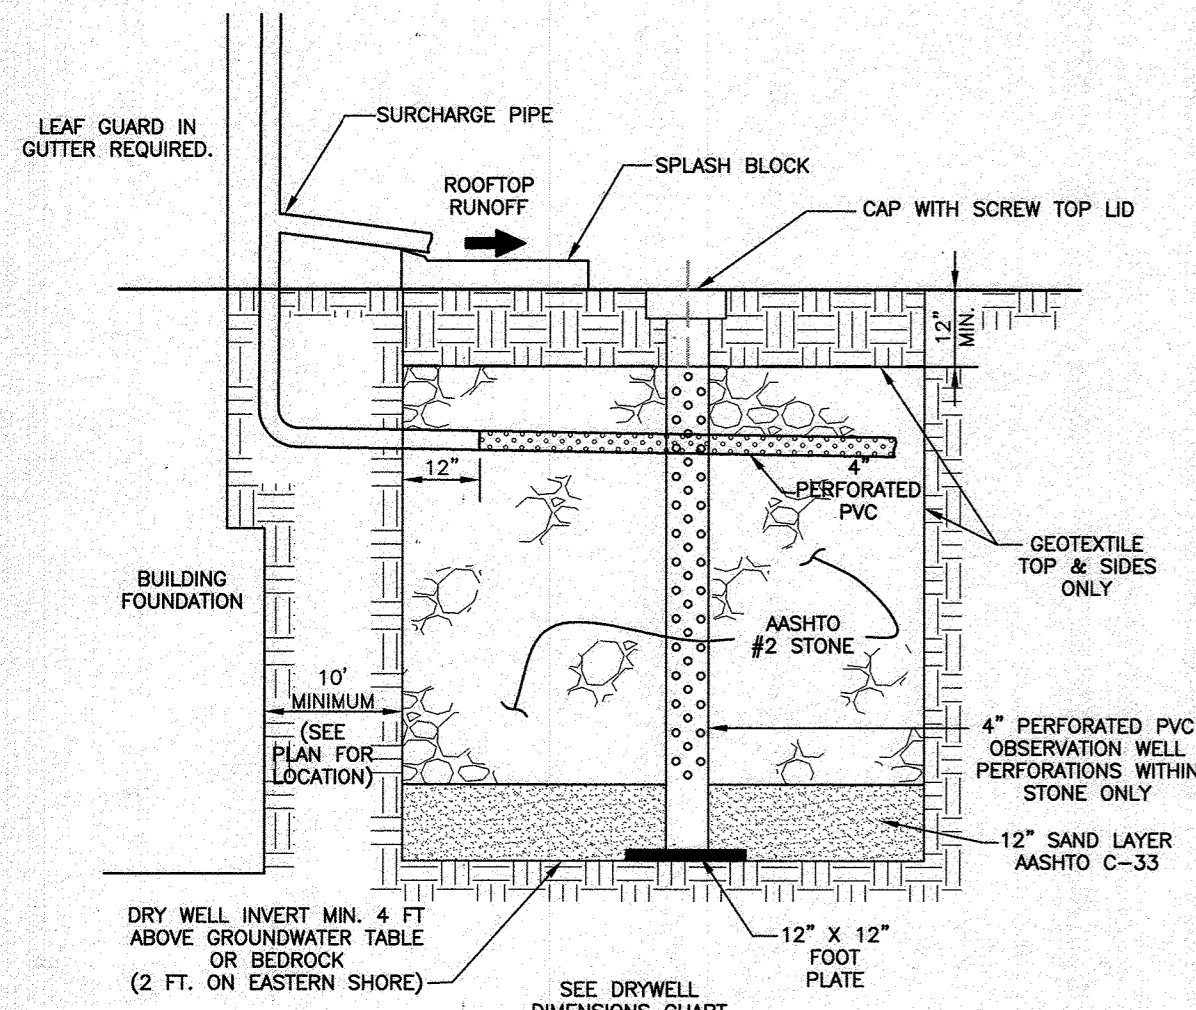 LEAF GUARD IN
GUTTER REQUIRED.
SURCHARGE PIPE
ROOFTOP
RUNOFF
SPLASH BLOCK
CAP WITH SCREW TOP LID
12"
MIN.
12"
4"
PERFORATED
PVC
GEOTEXTILE
TOP & SIDES
ONLY
BUILDING
FOUNDATION
AASHTO
#2 STONE
10'
MINIMUM
(SEE
PLAN FOR
LOCATION)
4" PERFORATED PVC
OBSERVATION WELL
PERFORATIONS WITHIN
STONE ONLY
12" SAND LAYER
AASHTO C-33
DRY WELL INVERT MIN. 4 FT
ABOVE GROUNDWATER TABLE
OR BEDROCK
(2 FT. ON EASTERN SHORE)
12" X 12"
FOOT
PLATE
SEE DRYWELL
DIMENSIONS CHART